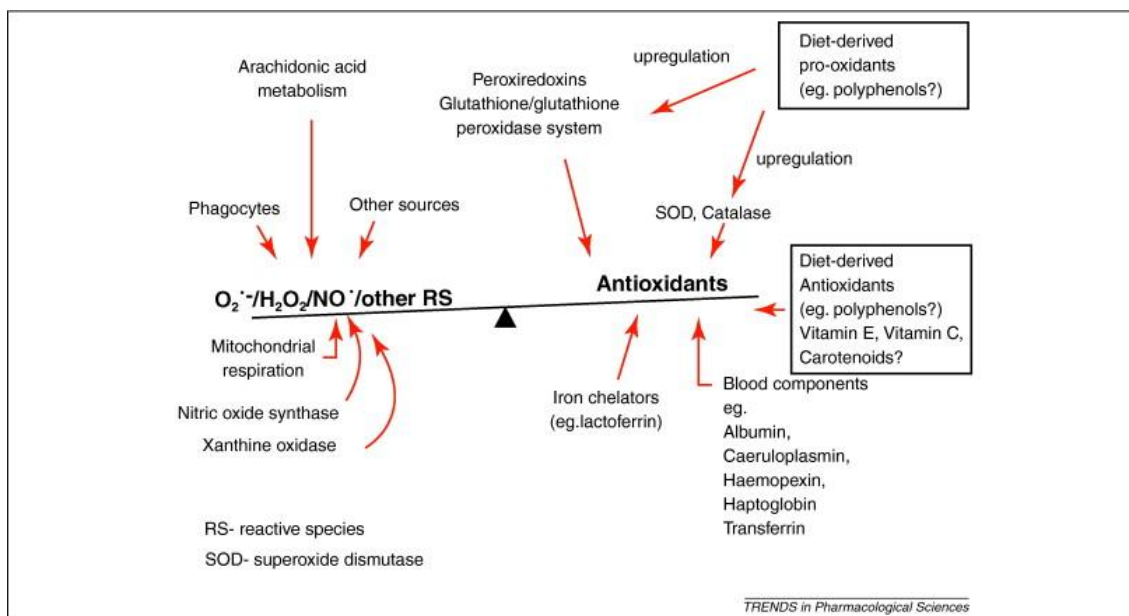 Arachidonic acid
metabolism
Phagocytes
Other sources
O₂˙⁻/H₂O₂/NO˙/other RS
Mitochondrial
respiration
Nitric oxide synthase
Xanthine oxidase
RS- reactive species
SOD- superoxide dismutase
Peroxiredoxins
Glutathione/glutathione
peroxidase system
upregulation
Diet-derived
pro-oxidants
(eg. polyphenols?)
upregulation
SOD, Catalase
Antioxidants
Diet-derived
Antioxidants
(eg. polyphenols?)
Vitamin E, Vitamin C,
Carotenoids?
Iron chelators
(eg.lactoferrin)
Blood components
eg.
Albumin,
Caeruloplasmin,
Haemopexin,
Haptoglobin
Transferrin
TRENDS in Pharmacological Sciences